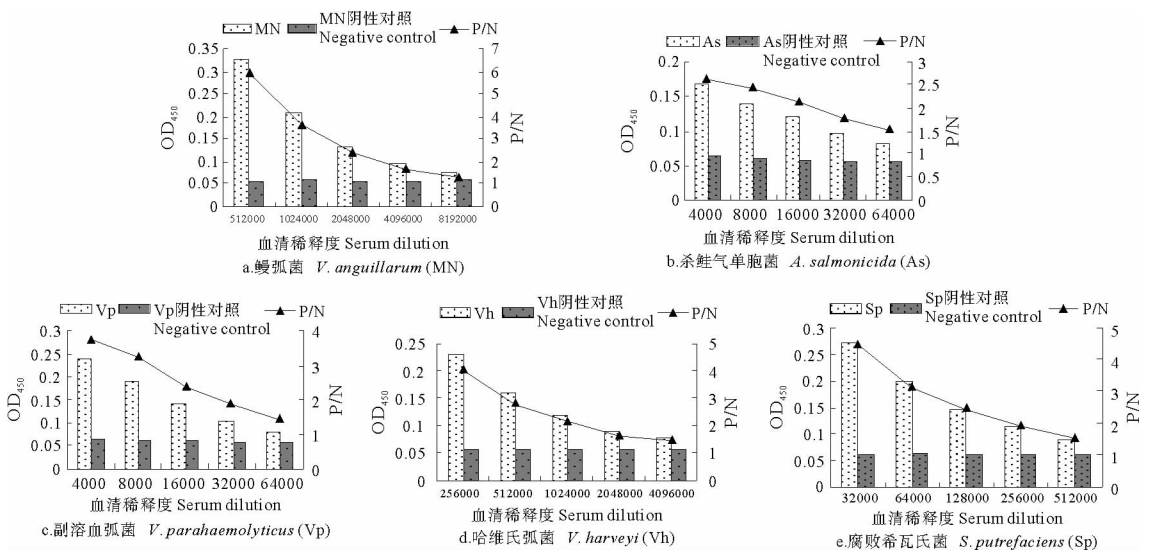 MN
MN阴性对照
Negative control
P/N
0.35
0.3
0.25
0.2
0.15
0.1
0.05
0
OD450
7
6
5
4
3
2
1
0
P/N
512000 1024000 2048000 4096000 8192000
血清稀释度 Serum dilution
a.鳗弧菌 V. anguillarum (MN)
As
As阴性对照
Negative control
P/N
0.2
0.15
0.1
0.05
0
OD450
3
2.5
2
1.5
1
0.5
0
P/N
4000 8000 16000 32000 64000
血清稀释度 Serum dilution
b.杀鲑气单胞菌 A. salmonicida (As)
Vp
Vp阴性对照
Negative control
P/N
0.3
0.25
0.2
0.15
0.1
0.05
0
OD450
4
3
2
1
0
P/N
4000 8000 16000 32000 64000
血清稀释度 Serum dilution
c.副溶血弧菌 V. parahaemolyticus (Vp)
Vh
Vh阴性对照
Negative control
P/N
0.25
0.2
0.15
0.1
0.05
0
OD450
5
4
3
2
1
0
P/N
256000 512000 1024000 2048000 4096000
血清稀释度 Serum dilution
d.哈维氏弧菌 V. harveyi (Vh)
Sp
Sp阴性对照
Negative control
P/N
0.3
0.25
0.2
0.15
0.1
0.05
0
OD450
5
4
3
2
1
0
P/N
32000 64000 128000 256000 512000
血清稀释度 Serum dilution
e.腐败希瓦氏菌 S. putrefaciens (Sp)